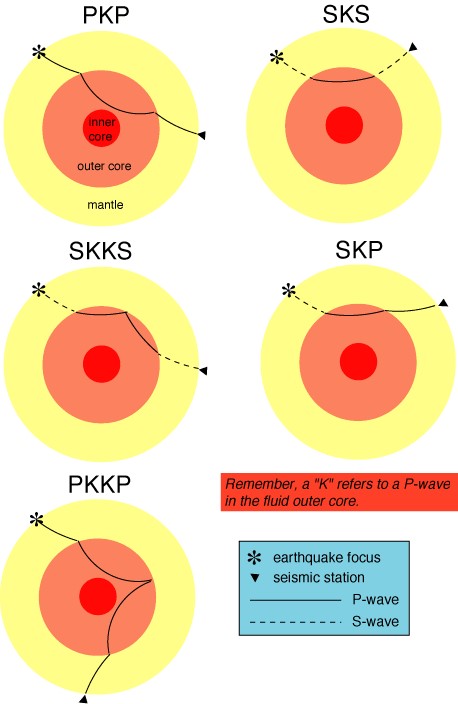 PKP
SKS
inner
core
outer core
mantle
SKKS
SKP
PKKP
Remember, a "K" refers to a P-wave
in the fluid outer core.
earthquake focus
seismic station
P-wave
S-wave